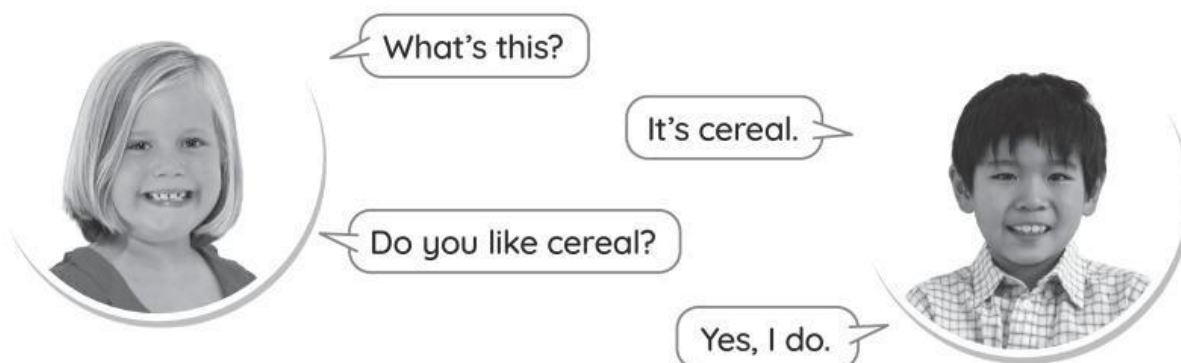 What's this?
It's cereal.
Do you like cereal?
Yes, I do.